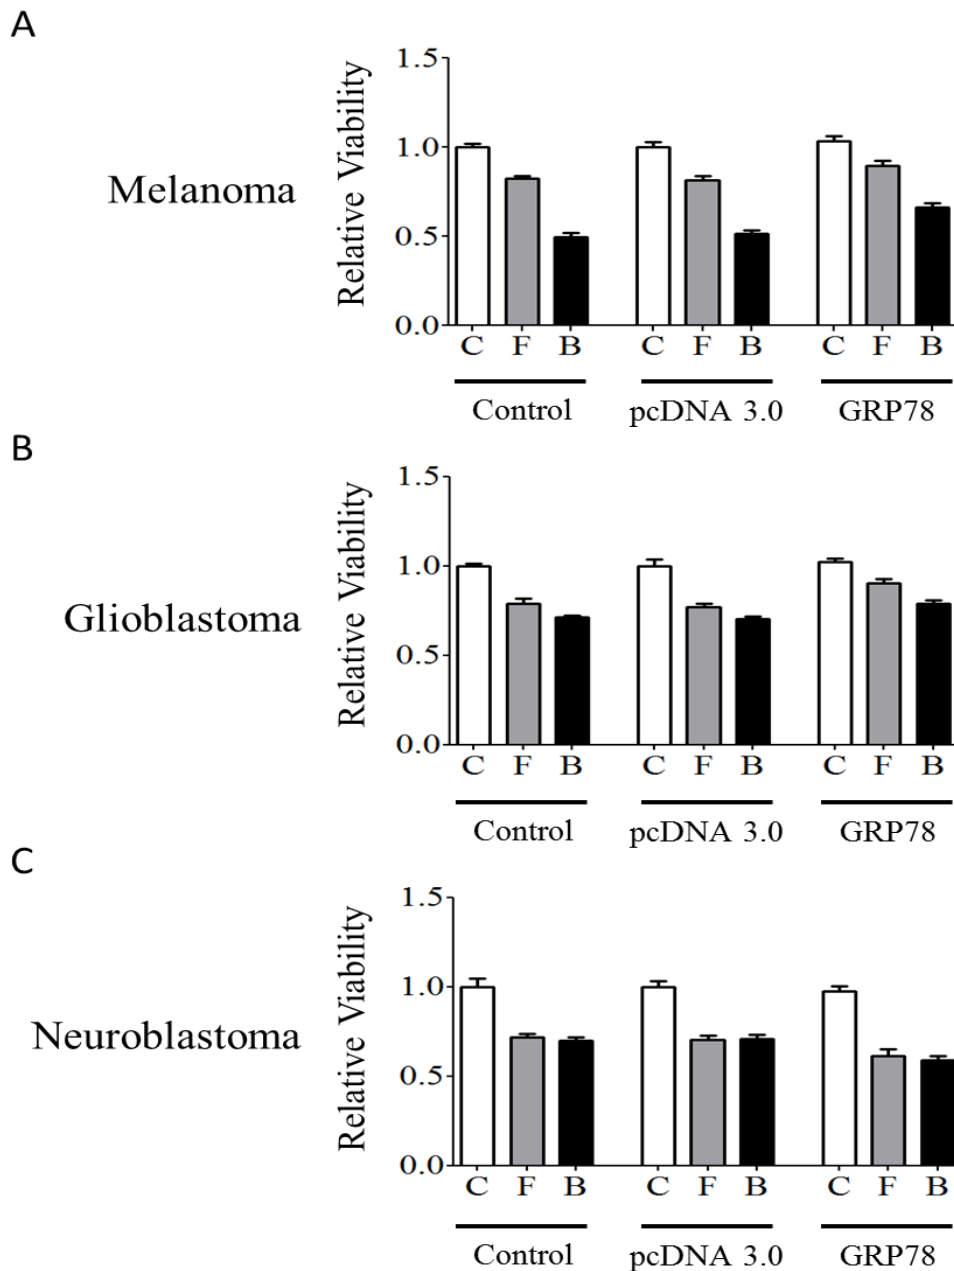 A
Melanoma
Relative Viability
1.5
1.0
0.5
0.0
C F B C F B C F B
Control pcDNA 3.0 GRP78
B
Glioblastoma
Relative Viability
1.5
1.0
0.5
0.0
C F B C F B C F B
Control pcDNA 3.0 GRP78
C
Neuroblastoma
Relative Viability
1.5
1.0
0.5
0.0
C F B C F B C F B
Control pcDNA 3.0 GRP78